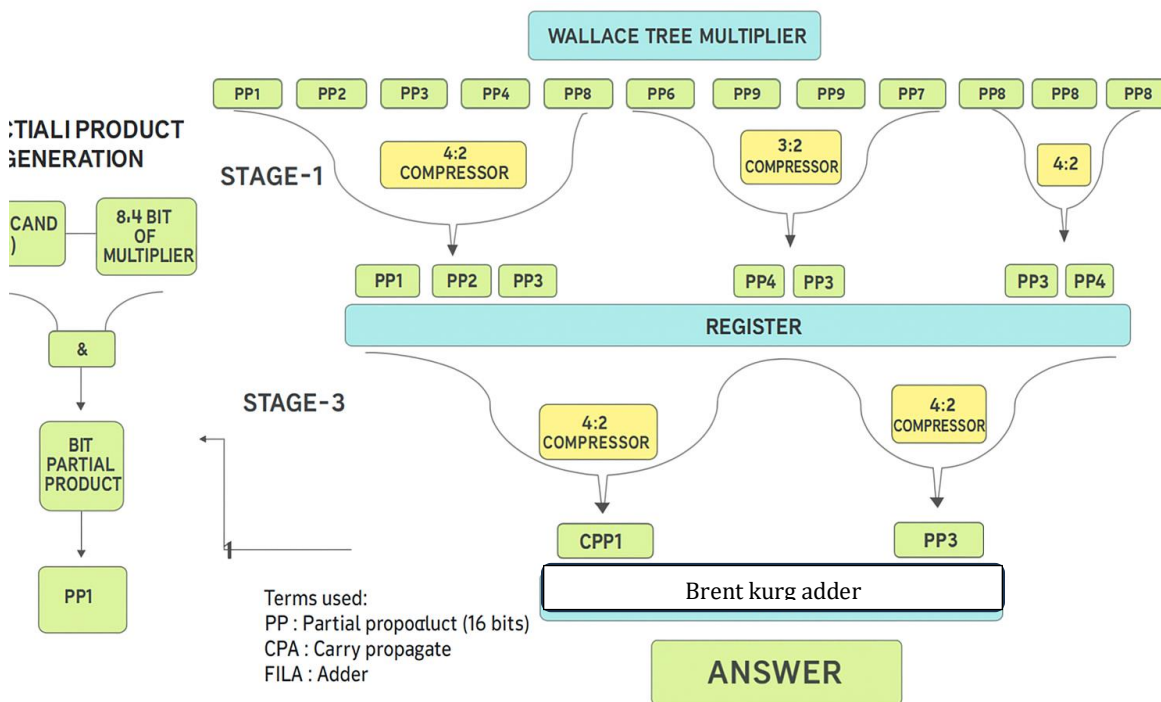 WALLACE TREE MULTIPLIER
PP1 PP2 PP3 PP4 PP8 PP6 PP9 PP9 PP7 PP8 PP8 PP8
CTIALI PRODUCT
GENERATION
STAGE-1
4:2
COMPRESSOR
3:2
COMPRESSOR
4:2
CAND
)
8.4 BIT
OF
MULTIPLIER
PP1 PP2 PP3 PP4 PP3 PP3 PP4
REGISTER
&
STAGE-3
4:2
COMPRESSOR
4:2
COMPRESSOR
BIT
PARTIAL
PRODUCT
CPP1 PP3
PP1
Brent kurg adder
Terms used:
PP : Partial propoduct (16 bits)
CPA : Carry propagate
FILA : Adder
ANSWER